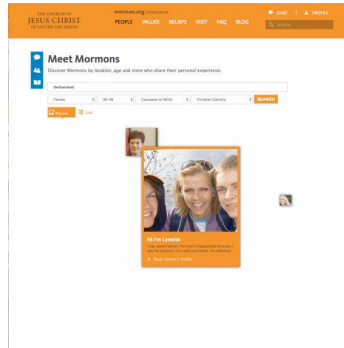 THE CHURCH OF
JESUS CHRIST
OF LATTER-DAY SAINTS
mormon.org
PEOPLE VALUES BELIEFS VISIT FAQ BLOG
CHAT | PROFILE
SEARCH
Meet Mormons
Discover Mormons by location, age and more who share their personal experience.
Switzerland
Female
Caucasian or White
Christian-Catholic
SEARCH
Hi I'm Lynette